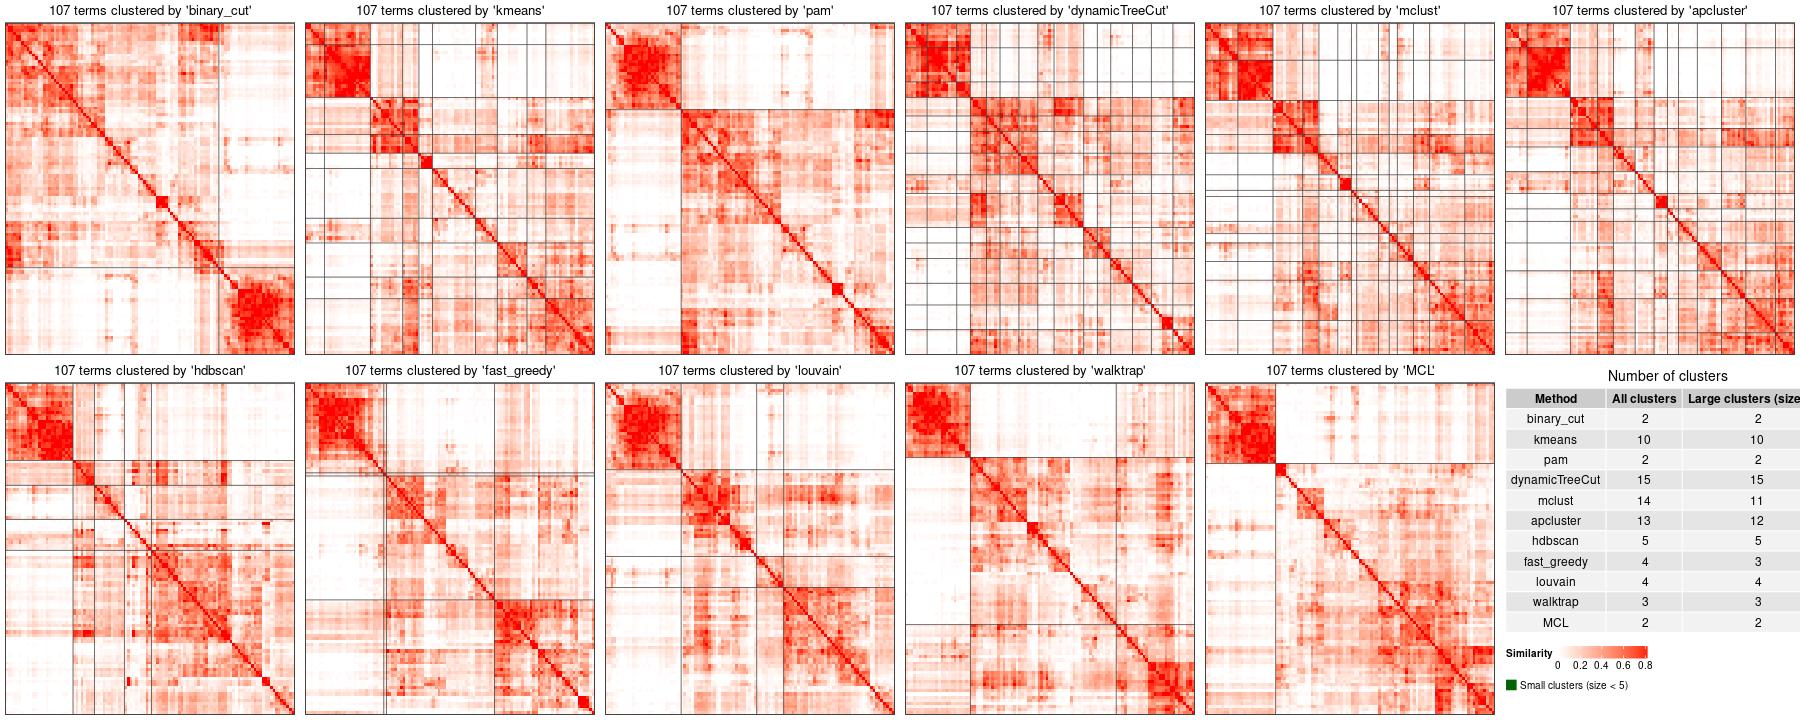 107 terms clustered by 'binary_cut'
107 terms clustered by 'kmeans'
107 terms clustered by 'pam'
107 terms clustered by 'dynamicTreeCut'
107 terms clustered by 'mclust'
107 terms clustered by 'apcluster'
107 terms clustered by 'hdbscan'
107 terms clustered by 'fast_greedy'
107 terms clustered by 'louvain'
107 terms clustered by 'walktrap'
107 terms clustered by 'MCL'
Number of clusters
Method All clusters Large clusters (size
binary_cut 2 2
kmeans 10 10
pam 2 2
dynamicTreeCut 15 15
mclust 14 11
apcluster 13 12
hdbscan 5 5
fast_greedy 4 3
louvain 4 4
walktrap 3 3
MCL 2 2
Similarity
0 0.2 0.4 0.6 0.8
Small clusters (size < 5)